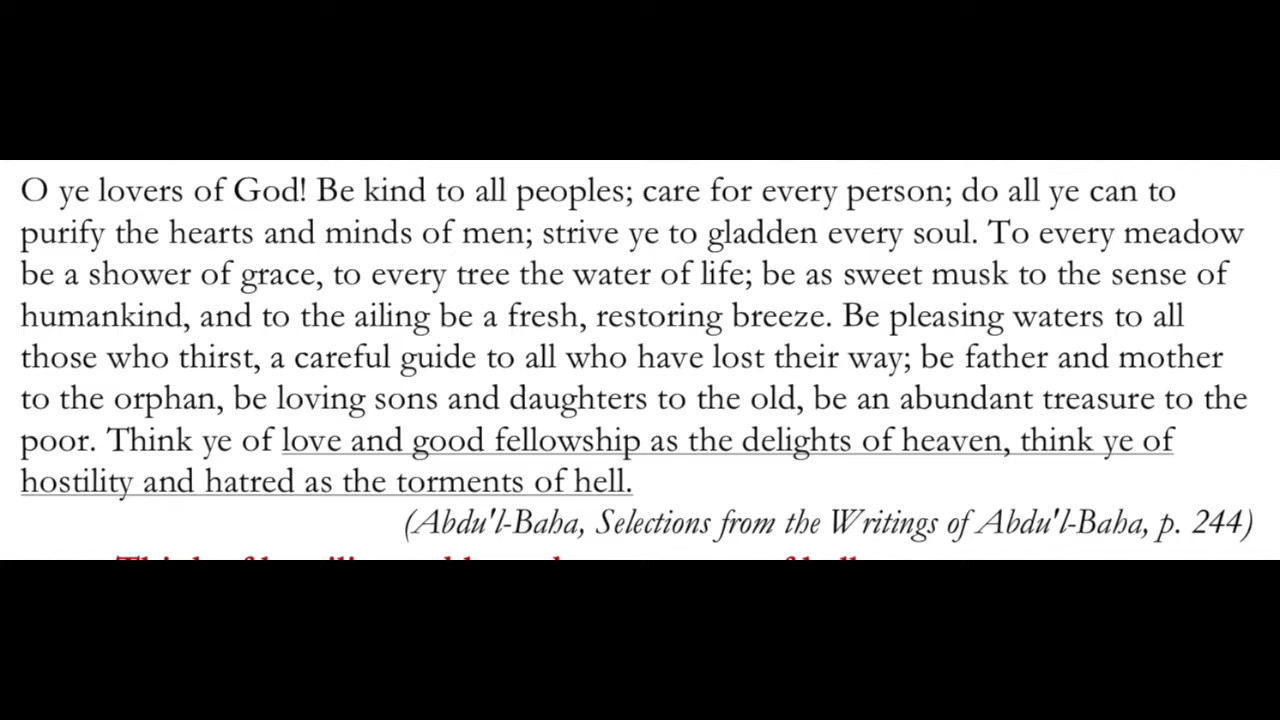 O ye lovers of God! Be kind to all peoples; care for every person; do all ye can to
purify the hearts and minds of men; strive ye to gladden every soul. To every meadow
be a shower of grace, to every tree the water of life; be as sweet musk to the sense of
humankind, and to the ailing be a fresh, restoring breeze. Be pleasing waters to all
those who thirst, a careful guide to all who have lost their way; be father and mother
to the orphan, be loving sons and daughters to the old, be an abundant treasure to the
poor. Think ye of love and good fellowship as the delights of heaven, think ye of
hostility and hatred as the torments of hell.
(Abdu'l-Baha, Selections from the Writings of Abdu'l-Baha, p. 244)